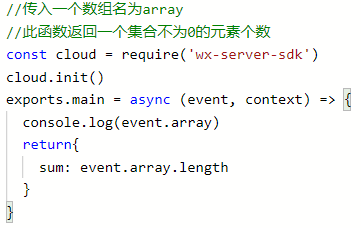 //传入一个数组名为array
//此函数返回一个集合不为0的元素个数
const cloud = require('wx-server-sdk')
cloud.init()
exports.main = async (event, context) => {
  console.log(event.array)
  return{
    sum: event.array.length
  }
}